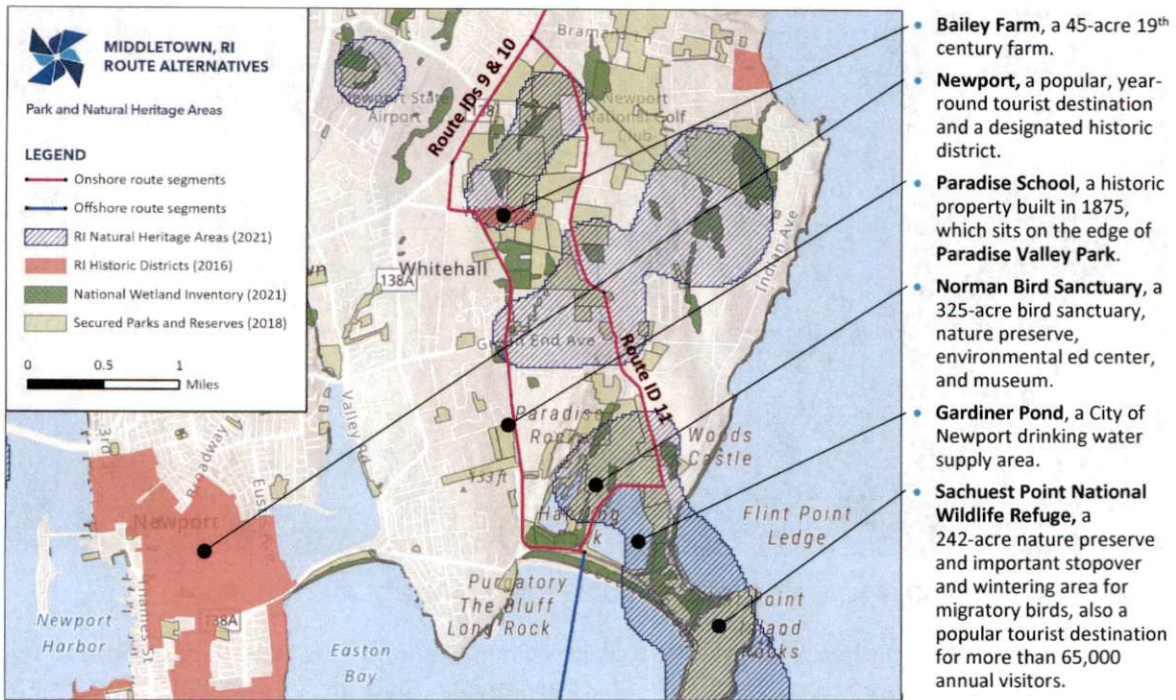 MIDDLETOWN, RI
ROUTE ALTERNATIVES
Park and Natural Heritage Areas
LEGEND
Onshore route segments
Offshore route segments
RI Natural Heritage Areas (2021)
RI Historic Districts (2016)
National Wetland Inventory (2021)
Secured Parks and Reserves (2018)
0 0.5 1
Miles
Newport State
Airport
138
Route IDs 9 & 10
Newport
National Golf
Club
Indian Ave
Whitehall
138A
Green End Ave
Route ID 11
Valley Rd
Paradise
133 ft
Woods
Castle
Flint Point
Ledge
3rd
Broadway
Newport
Thames St
138A
Newport
Harbor
Easton
Bay
Purgatory
The Bluff
Long Rock
Point
• Bailey Farm, a 45-acre 19th
century farm.
• Newport, a popular, year-
round tourist destination
and a designated historic
district.
• Paradise School, a historic
property built in 1875,
which sits on the edge of
Paradise Valley Park.
• Norman Bird Sanctuary, a
325-acre bird sanctuary,
nature preserve,
environmental ed center,
and museum.
• Gardiner Pond, a City of
Newport drinking water
supply area.
• Sachuest Point National
Wildlife Refuge, a
242-acre nature preserve
and important stopover
and wintering area for
migratory birds, also a
popular tourist destination
for more than 65,000
annual visitors.